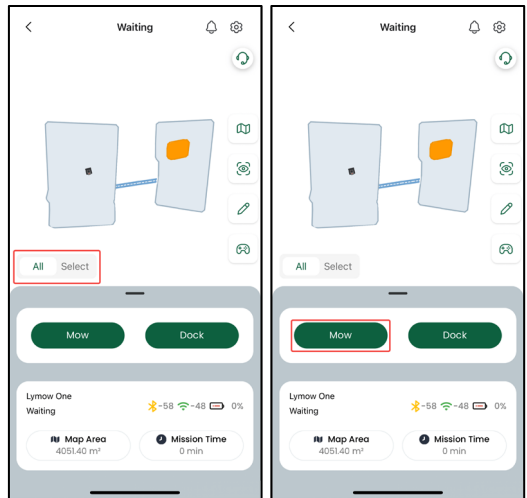 Waiting
All Select
Mow Dock
Lymow One
Waiting
-58 -48 0%
Map Area
4051.40 m²
Mission Time
0 min
Waiting
All Select
Mow Dock
Lymow One
Waiting
-58 -48 0%
Map Area
4051.40 m²
Mission Time
0 min